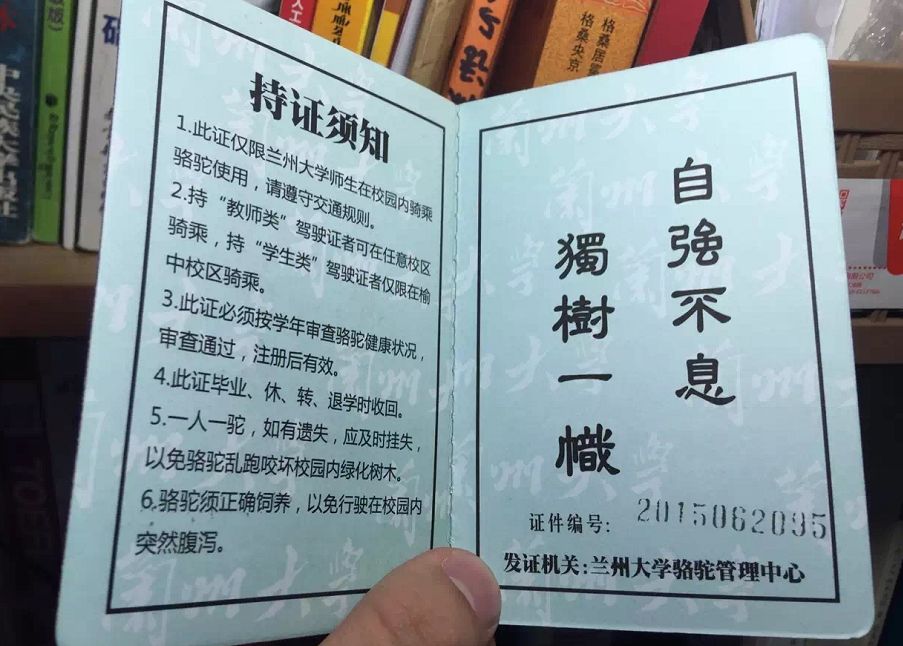 持证须知
1.此证仅限兰州大学师生在校园内骑乘
骆驼使用，请遵守交通规则。
2.持“教师类”驾驶证者可在任意校区
骑乘，持“学生类”驾驶证者仅限在榆
中校区骑乘。
3.此证必须按学年审查骆驼健康状况，
审查通过，注册后有效。
4.此证毕业、休、转、退学时收回。
5.一人一驼，如有遗失，应及时挂失，
以免骆驼乱跑咬坏校园内绿化树木。
6.骆驼须正确饲养，以免行驶在校园内
突然腹泻。
自強不息
獨樹一幟
证件编号: 2015062095
发证机关:兰州大学骆驼管理中心
格桑居
格桑央京